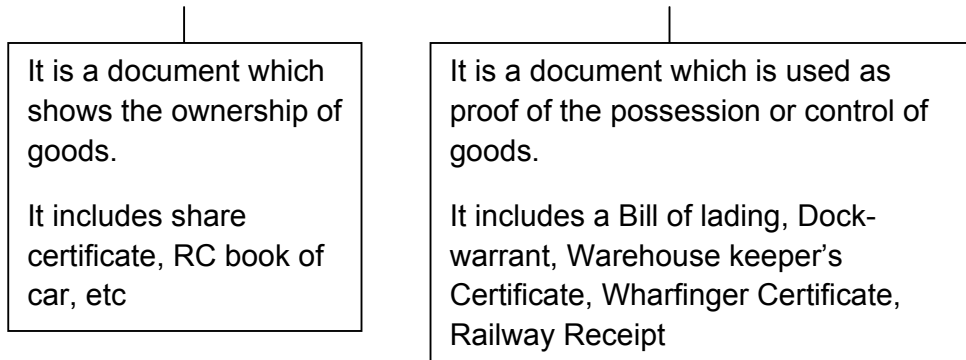 It is a document which
shows the ownership of
goods.
It includes share
certificate, RC book of
car, etc
It is a document which is used as
proof of the possession or control of
goods.
It includes a Bill of lading, Dock-
warrant, Warehouse keeper’s
Certificate, Wharfinger Certificate,
Railway Receipt